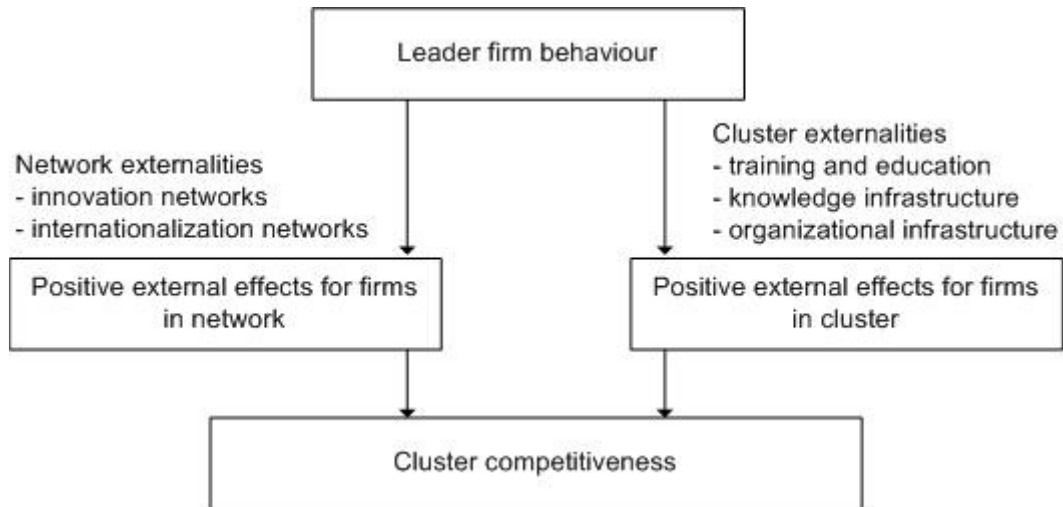 Leader firm behaviour
Network externalities
- innovation networks
- internationalization networks
Cluster externalities
- training and education
- knowledge infrastructure
- organizational infrastructure
Positive external effects for firms
in network
Positive external effects for firms
in cluster
Cluster competitiveness